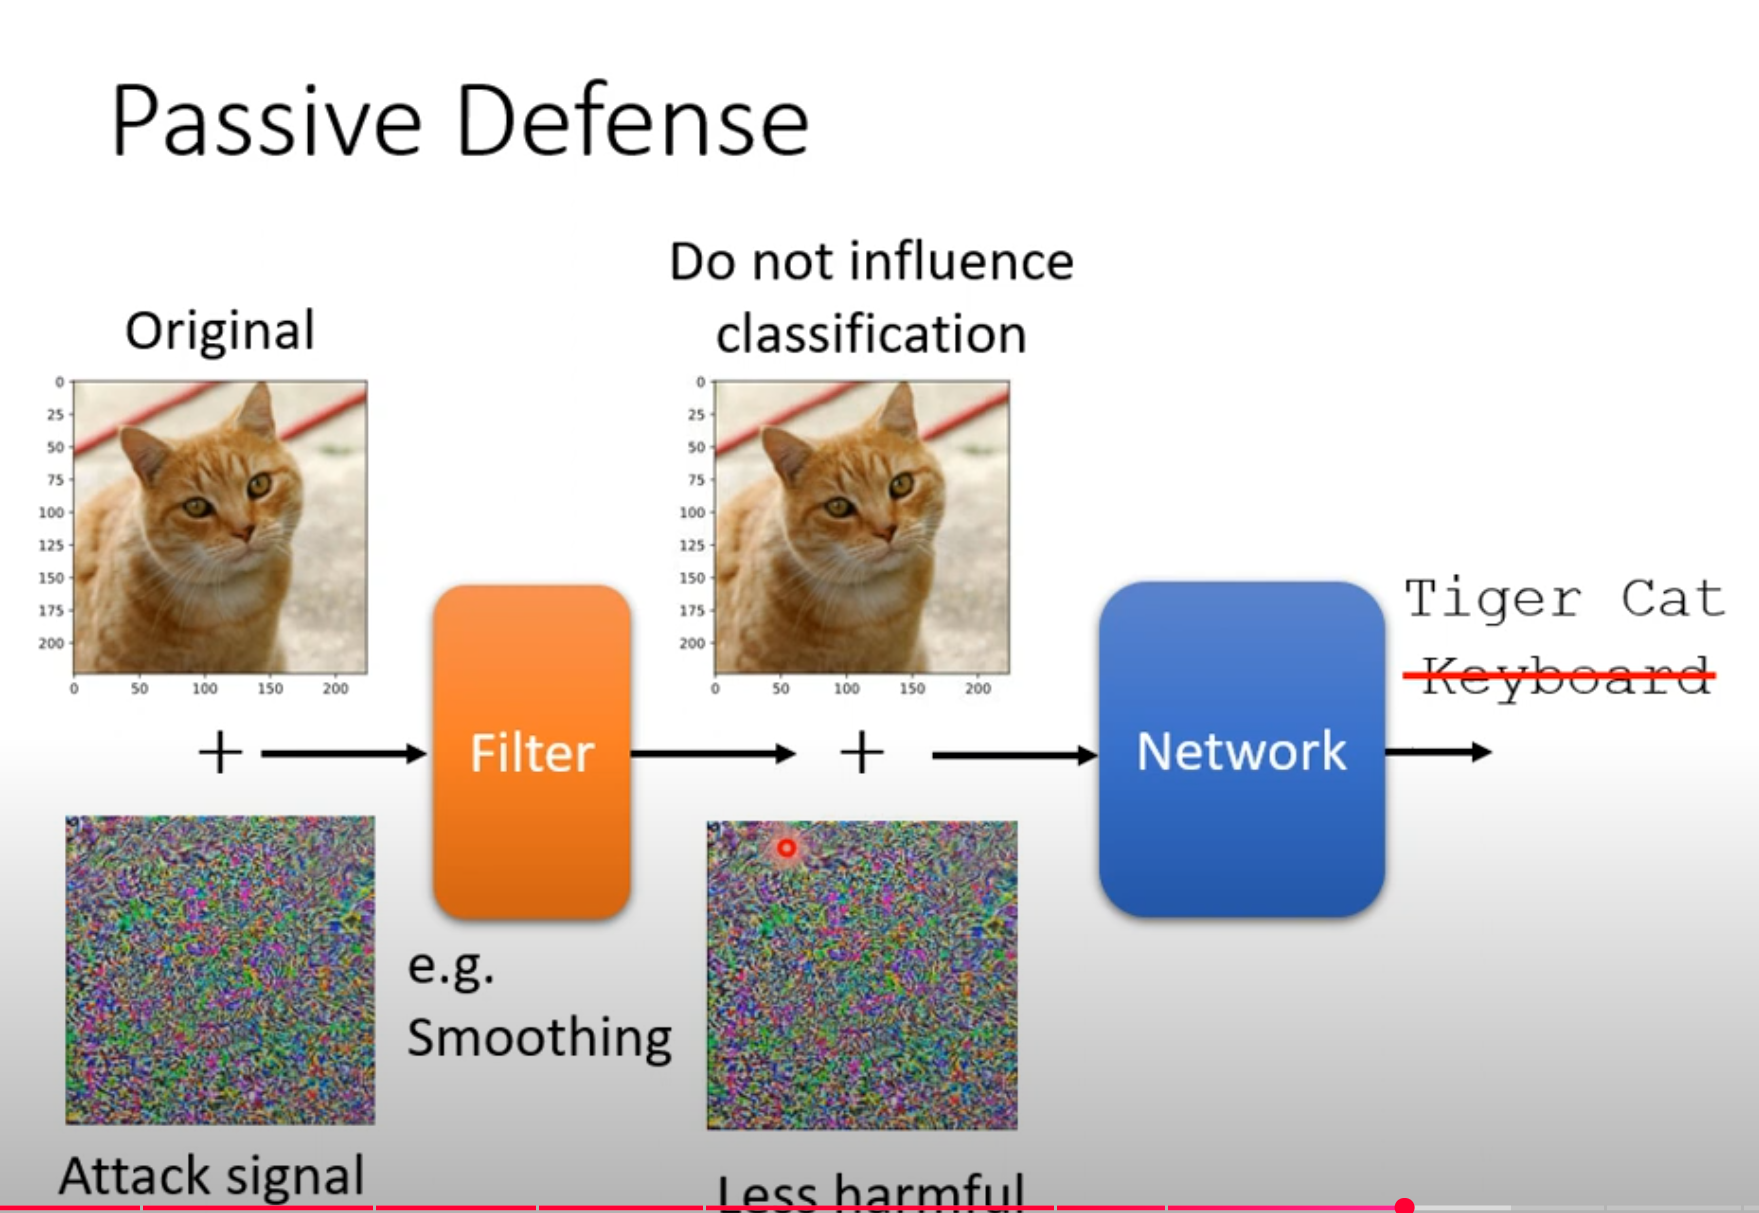 Passive Defense
Do not influence
classification
Original
0
25
50
75
100
125
150
175
200
0 50 100 150 200
0
25
50
75
100
125
150
175
200
0 50 100 150 200
Tiger Cat
Keyboard
+
Filter
+
Network
e.g.
Smoothing
Attack signal
Less harmful